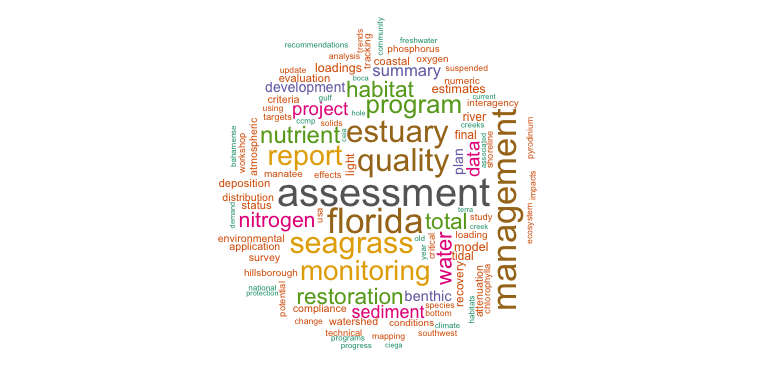 community
freshwater
trends
recommendations
phosphorus
tracking
analysis
coastal
oxygen
update
loadings
summary
suspended
evaluation
boca
numeric
development
habitat
estimates
criteria
gulf
current
using
project
program
interagency
targets
ccmp
solids
hole
river
creeks
management
nutrient
cola
estuary
final
atmospheric
workshop
bahamense
report
light
quality
plan
data
associated
shoreline
pyrodinium
manatee
effects
deposition
assessment
impacts
distribution
status
demand
nitrogen
usa
florida
total
terra
study
creek
ecosystem
environmental
application
seagrass
old
year
critical
water
loading
model
tidal
survey
hillsborough
monitoring
recovery
attenuation
chlorophylla
national
protection
potential
restoration
benthic
species
bottom
habitats
compliance
sediment
change
watershed
conditions
climate
technical
programs
mapping
southwest
progress
ciega